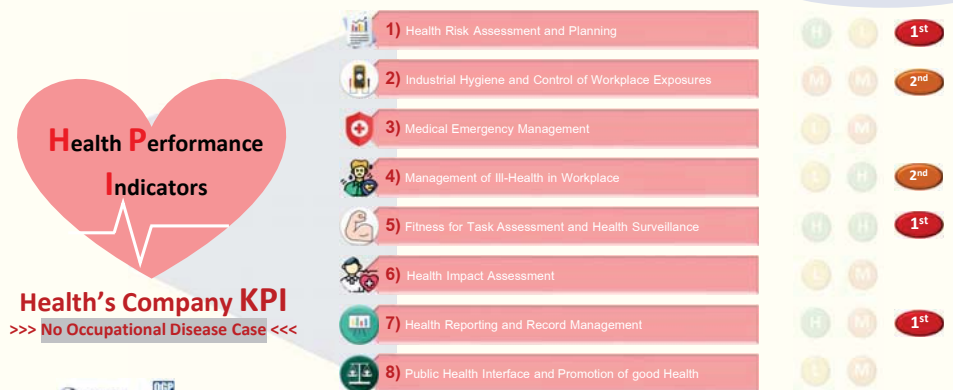 Health Performance
Indicators
Health's Company KPI
>>> No Occupational Disease Case <<<
1) Health Risk Assessment and Planning H L 1st
2) Industrial Hygiene and Control of Workplace Exposures M M 2nd
3) Medical Emergency Management L M
4) Management of Ill-Health in Workplace L H 2nd
5) Fitness for Task Assessment and Health Surveillance H H 1st
6) Health Impact Assessment L M
7) Health Reporting and Record Management H M 1st
8) Public Health Interface and Promotion of good Health L M
OGP